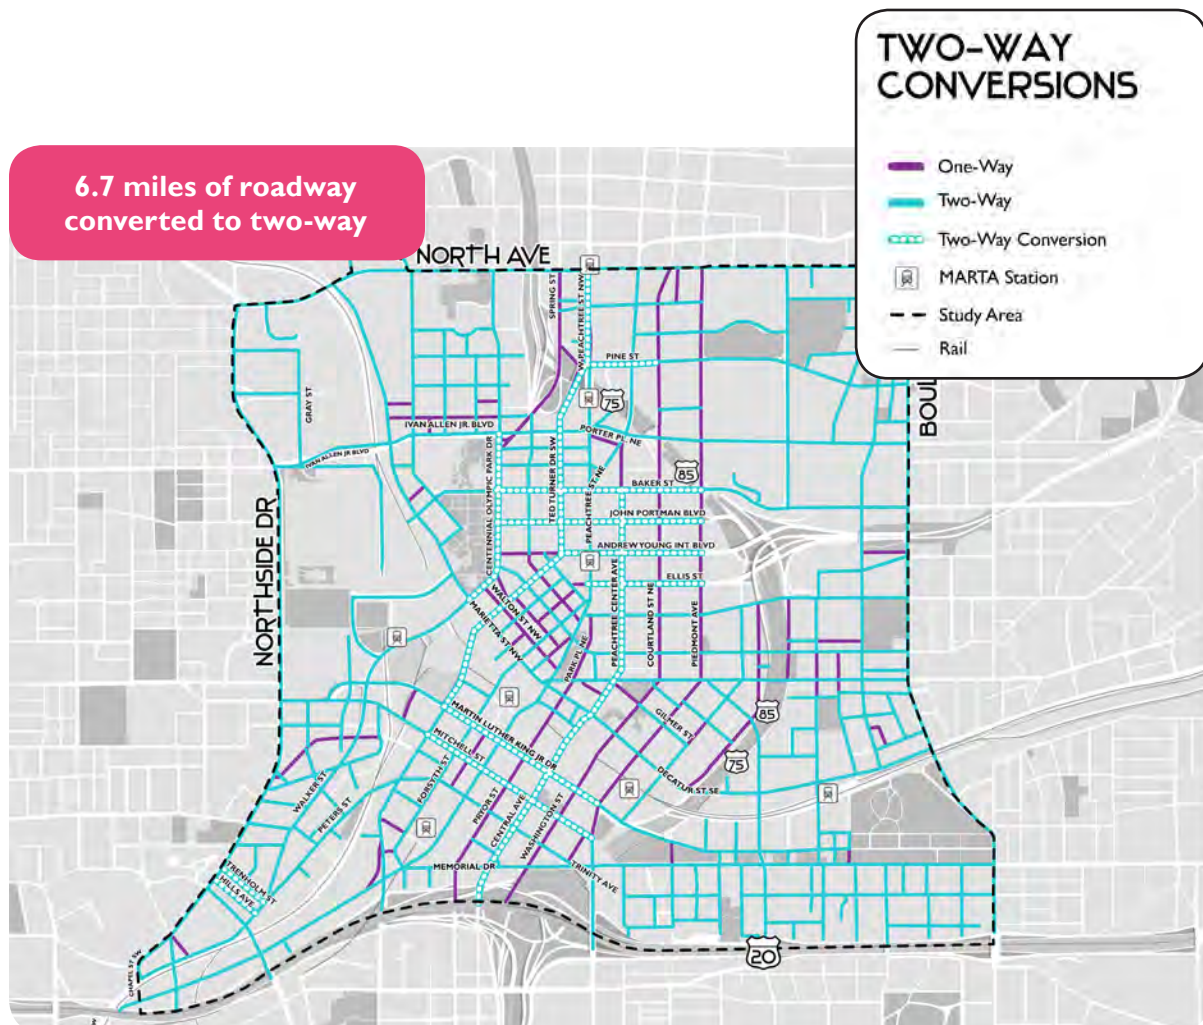 TWO-WAY
CONVERSIONS
One-Way
Two-Way
Two-Way Conversion
MARTA Station
Study Area
Rail
6.7 miles of roadway
converted to two-way
NORTH AVE
SPRING ST
W PEACHTREE ST NW
PINE ST
75
GRAY ST
IVAN ALLEN JR. BLVD
PORTER PL. NE
BOUL
IVAN ALLEN JR BLVD
CENTENNIAL OLYMPIC PARK DR
TED TURNER DR SW
PEACHTREE ST NE
85
BAKER ST
JOHN PORTMAN BLVD
ANDREW YOUNG INT BLVD
NORTHSIDE DR
ELLIS ST
WALTON ST NW
MARIETTA ST NW
PARK PL NE
PEACHTREE CENTER AVE
COURTLAND ST NE
PIEDMONT AVE
MARTIN LUTHER KING JR DR
GILMER ST
85
MITCHELL ST
75
DECATUR ST SE
FORSYTH ST
WALKER ST
PETERS ST
PRYOR ST
CENTRAL AVE
WASHINGTON ST
MEMORIAL DR
TRINITY AVE
TRENHOLM ST
MILLS AVE
CHAPEL ST SW
20